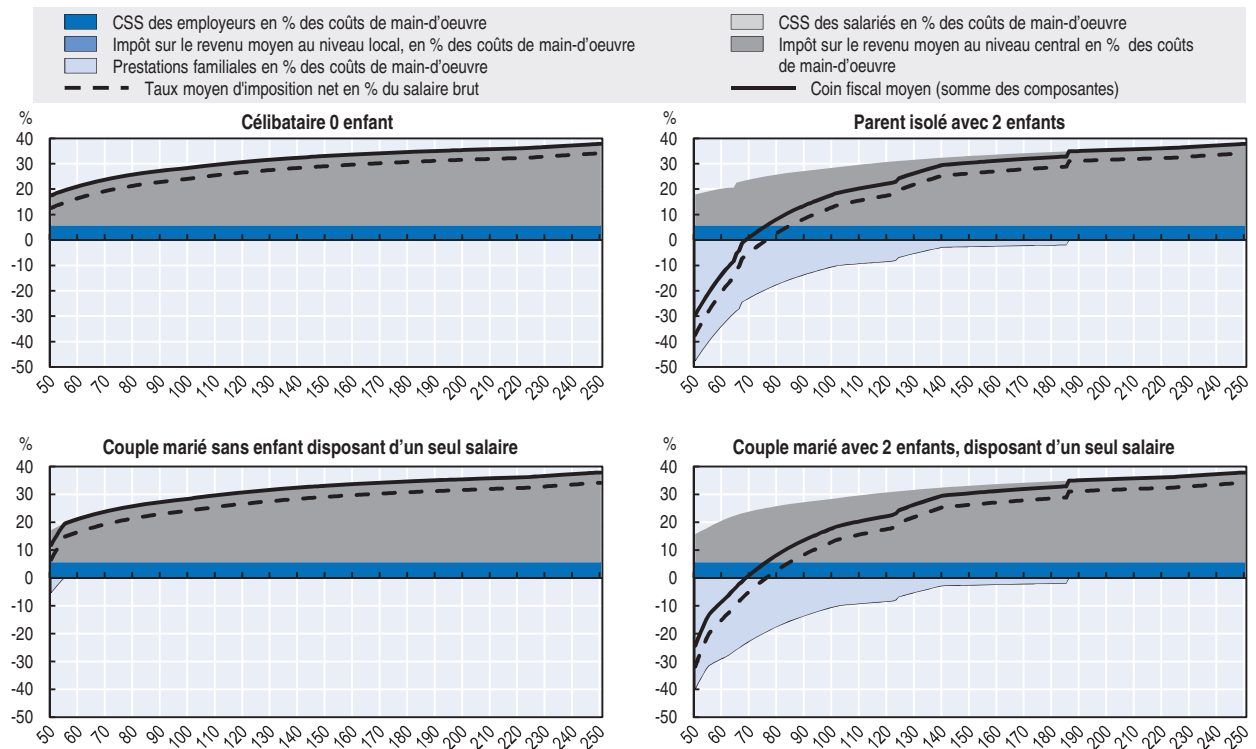 CSS des employeurs en % des coûts de main-d'oeuvre
CSS des salariés en % des coûts de main-d'oeuvre
Impôt sur le revenu moyen au niveau local, en % des coûts de main-d'oeuvre
Impôt sur le revenu moyen au niveau central en % des coûts
de main-d'oeuvre
Prestations familiales en % des coûts de main-d'oeuvre
Taux moyen d'imposition net en % du salaire brut
Coin fiscal moyen (somme des composantes)
%
Célibataire 0 enfant
40
30
20
10
0
-10
-20
-30
-40
-50
50 60 70 80 90 100 110 120 130 140 150 160 170 180 190 200 210 220 230 240 250
%
Parent isolé avec 2 enfants
40
30
20
10
0
-10
-20
-30
-40
-50
50 60 70 80 90 100 110 120 130 140 150 160 170 180 190 200 210 220 230 240 250
%
Couple marié sans enfant disposant d’un seul salaire
40
30
20
10
0
-10
-20
-30
-40
-50
50 60 70 80 90 100 110 120 130 140 150 160 170 180 190 200 210 220 230 240 250
%
Couple marié avec 2 enfants, disposant d’un seul salaire
40
30
20
10
0
-10
-20
-30
-40
-50
50 60 70 80 90 100 110 120 130 140 150 160 170 180 190 200 210 220 230 240 250